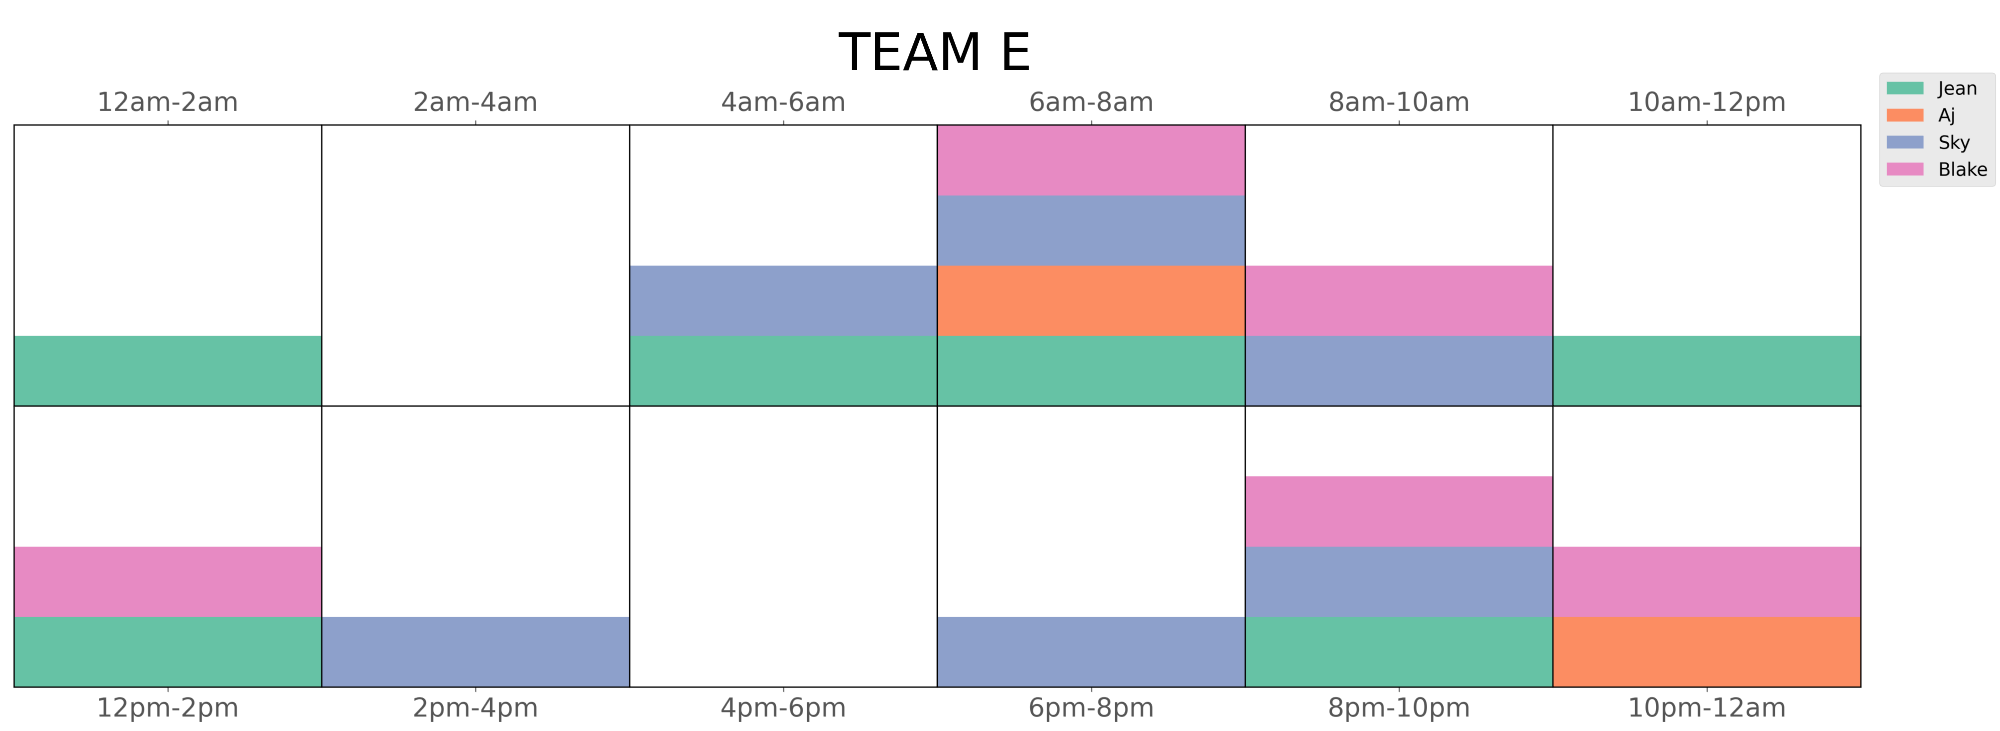 TEAM E
12am-2am 2am-4am 4am-6am 6am-8am 8am-10am 10am-12pm
Jean
Aj
Sky
Blake
12pm-2pm 2pm-4pm 4pm-6pm 6pm-8pm 8pm-10pm 10pm-12am